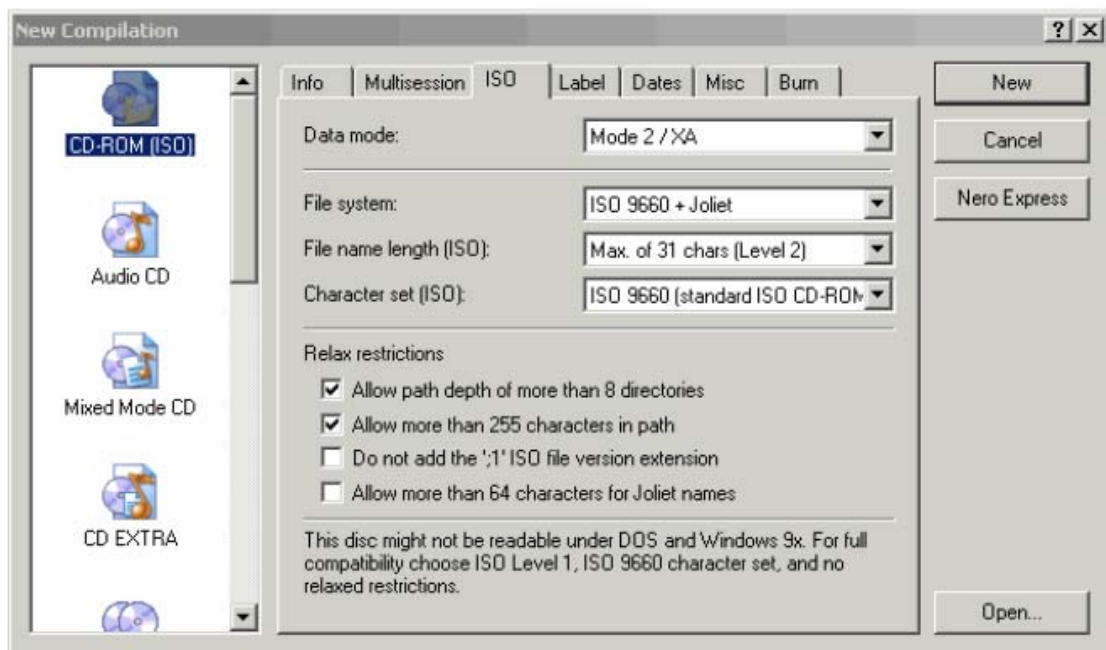 New Compilation
CD-ROM (ISO)
Audio CD
Mixed Mode CD
CD EXTRA
Info Multisession ISO Label Dates Misc Burn
Data mode: Mode 2 / XA
File system: ISO 9660 + Joliet
File name length (ISO): Max. of 31 chars (Level 2)
Character set (ISO): ISO 9660 (standard ISO CD-ROM
Relax restrictions
Allow path depth of more than 8 directories
Allow more than 255 characters in path
Do not add the ';1' ISO file version extension
Allow more than 64 characters for Joliet names
This disc might not be readable under DOS and Windows 9x. For full
compatibility choose ISO Level 1, ISO 9660 character set, and no
relaxed restrictions.
New
Cancel
Nero Express
Open...